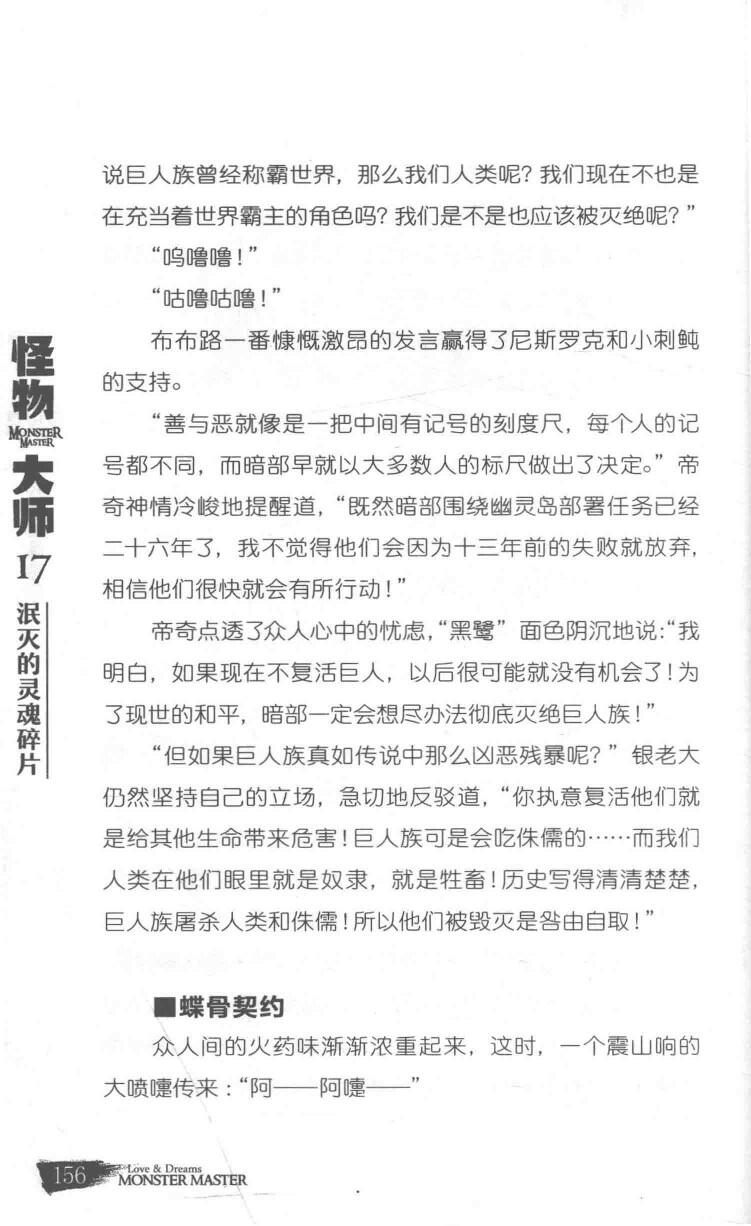 说巨人族曾经称霸世界，那么我们人类呢？我们现在不也是
在充当着世界霸主的角色吗？我们是不是也应该被灭绝呢？”
“呜噜噜！”
“咕噜咕噜！”
布布路一番慷慨激昂的发言赢得了尼斯罗克和小刺鲀
的支持。
“善与恶就像是一把中间有记号的刻度尺，每个人的记
号都不同，而暗部早就以大多数人的标尺做出了决定。”帝
奇神情冷峻地提醒道，“既然暗部围绕幽灵岛部署任务已经
二十六年了，我不觉得他们会因为十三年前的失败就放弃，
相信他们很快就会有所行动！”
帝奇点透了众人心中的忧虑，“黑鹭”面色阴沉地说：“我
明白，如果现在不复活巨人，以后很可能就没有机会了！为
了现世的和平，暗部一定会想尽办法彻底灭绝巨人族！”
“但如果巨人族真如传说中那么凶恶残暴呢？”银老大
仍然坚持自己的立场，急切地反驳道，“你执意复活他们就
是给其他生命带来危害！巨人族可是会吃侏儒的……而我们
人类在他们眼里就是奴隶，就是牲畜！历史写得清清楚楚，
巨人族屠杀人类和侏儒！所以他们被毁灭是咎由自取！”
■蝶骨契约
众人间的火药味渐渐浓重起来，这时，一个震山响的
大喷嚏传来：“阿——阿嚏——”
怪物
MONSTER
MASTER
大师
17
泯灭的灵魂碎片
156
Love & Dreams
MONSTER MASTER